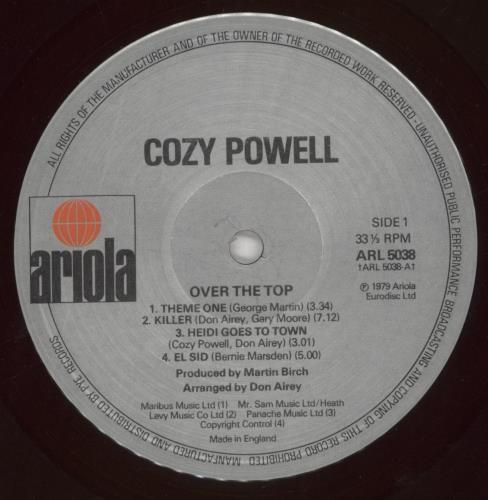 ALL RIGHTS OF THE MANUFACTURER AND OF THE OWNER OF THE RECORDED WORK RESERVED - UNAUTHORISED PUBLIC PERFORMANCE BROADCASTING AND COPYING OF THIS RECORD PROHIBITED. MANUFACTURED AND DISTRIBUTED BY PYE RECORDS
COZY POWELL
ariola
SIDE 1
33 1/3 RPM
ARL 5038
†ARL 5038-A†
℗ 1979 Ariola
Eurodisc Ltd
OVER THE TOP
1. THEME ONE (George Martin) (3.34)
2. KILLER (Don Airey, Gary Moore) (7.12)
3. HEIDI GOES TO TOWN
(Cozy Powell, Don Airey) (3.01)
4. EL SID (Bernie Marsden) (5.00)
Produced by Martin Birch
Arranged by Don Airey
Maribus Music Ltd (1) Mr. Sam Music Ltd/Heath
Levy Music Co Ltd (2) Panache Music Ltd (3)
Copyright Control (4)
Made in England